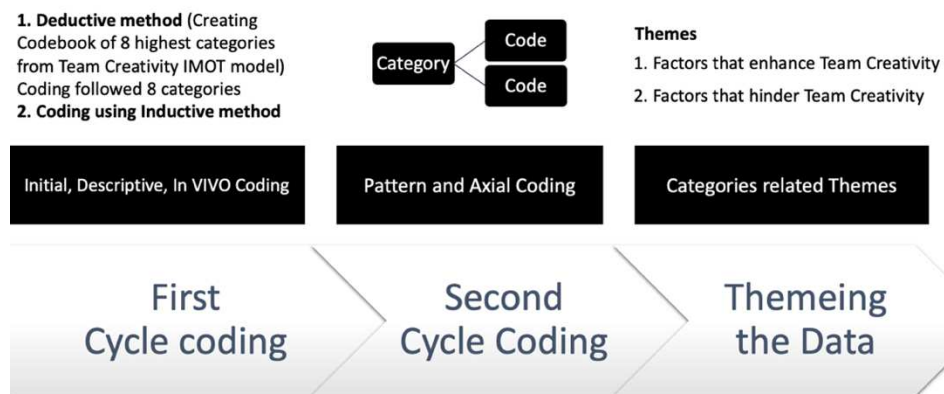 1. Deductive method (Creating
Codebook of 8 highest categories
from Team Creativity IMOT model)
Coding followed 8 categories
2. Coding using Inductive method
Category
Code
Code
Themes
1. Factors that enhance Team Creativity
2. Factors that hinder Team Creativity
Initial, Descriptive, In VIVO Coding
Pattern and Axial Coding
Categories related Themes
First
Cycle coding
Second
Cycle Coding
Themeing
the Data